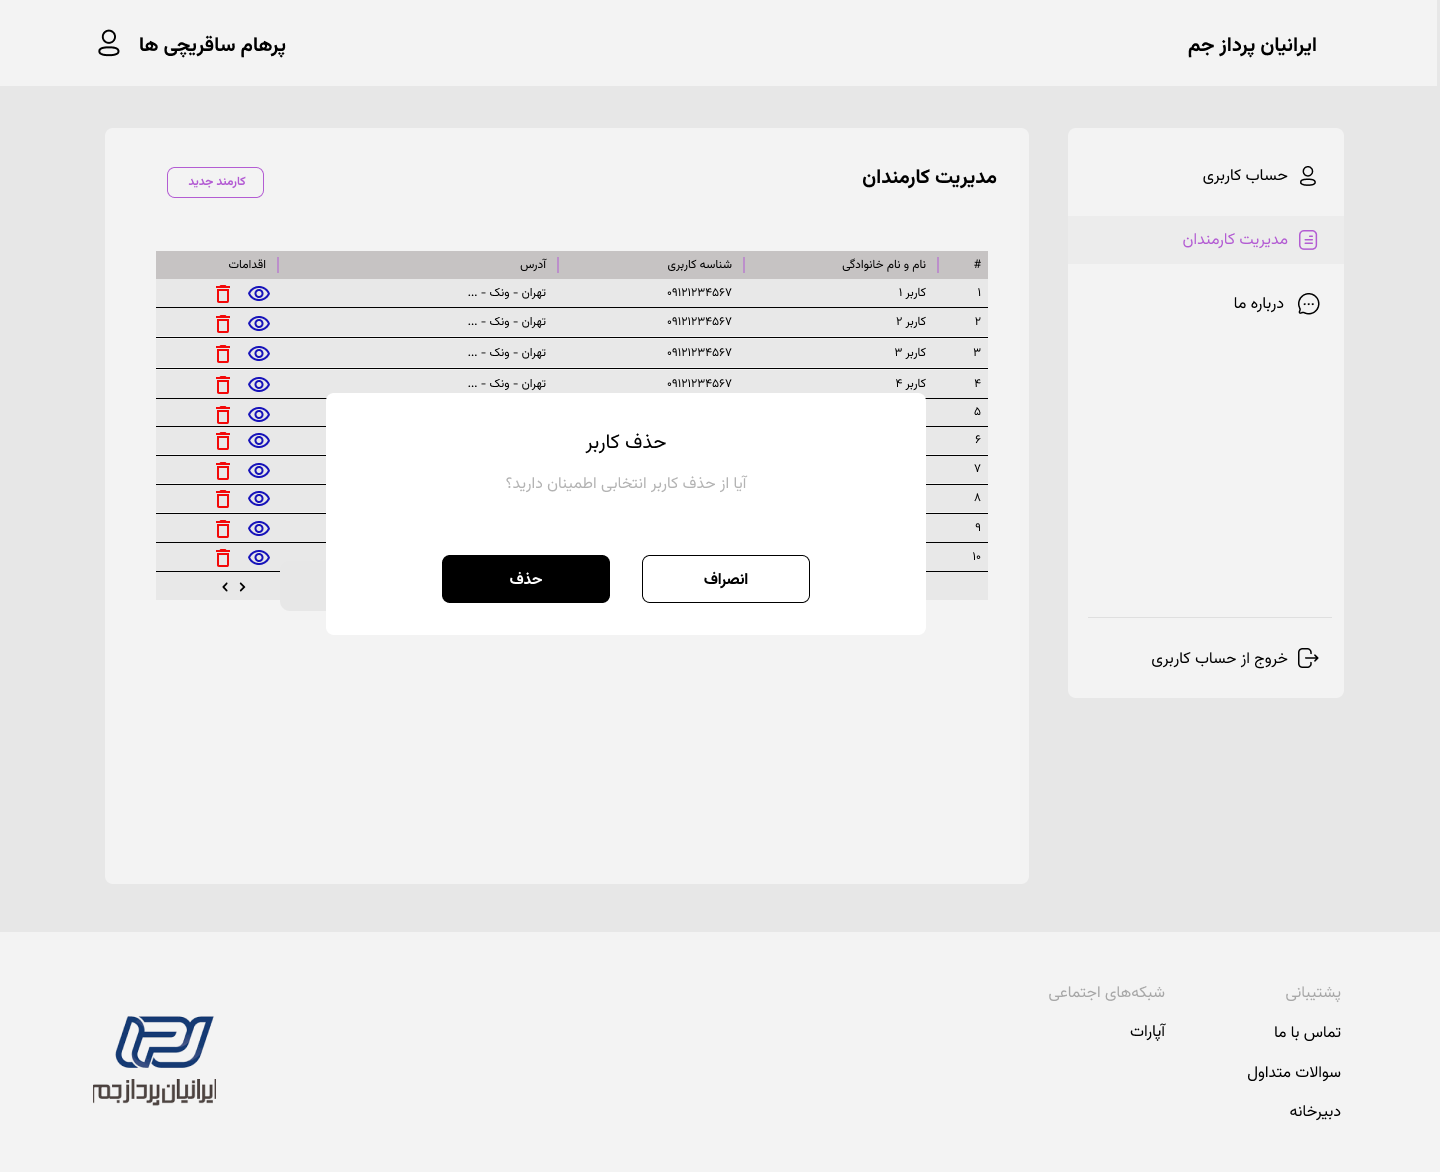 ایرانیان پرداز جم
پرهام ساقریچی ها
حساب کاربری
مدیریت کارمندان
درباره ما
خروج از حساب کاربری
مدیریت کارمندان
کارمند جدید
# نام و نام خانوادگی شناسه کاربری آدرس اقدامات
۱ کاربر ۱ ۰۹۱۲۱۲۳۴۵۶۷ تهران - ونک - ...
۲ کاربر ۲ ۰۹۱۲۱۲۳۴۵۶۷ تهران - ونک - ...
۳ کاربر ۳ ۰۹۱۲۱۲۳۴۵۶۷ تهران - ونک - ...
۴ کاربر ۴ ۰۹۱۲۱۲۳۴۵۶۷ تهران - ونک - ...
۵
۶
۷
۸
۹
۱۰
حذف کاربر
آیا از حذف کاربر انتخابی اطمینان دارید؟
انصراف
حذف
پشتیبانی
تماس با ما
سوالات متداول
دبیرخانه
شبکه‌های اجتماعی
آپارات
ایرانیان پرداز جم